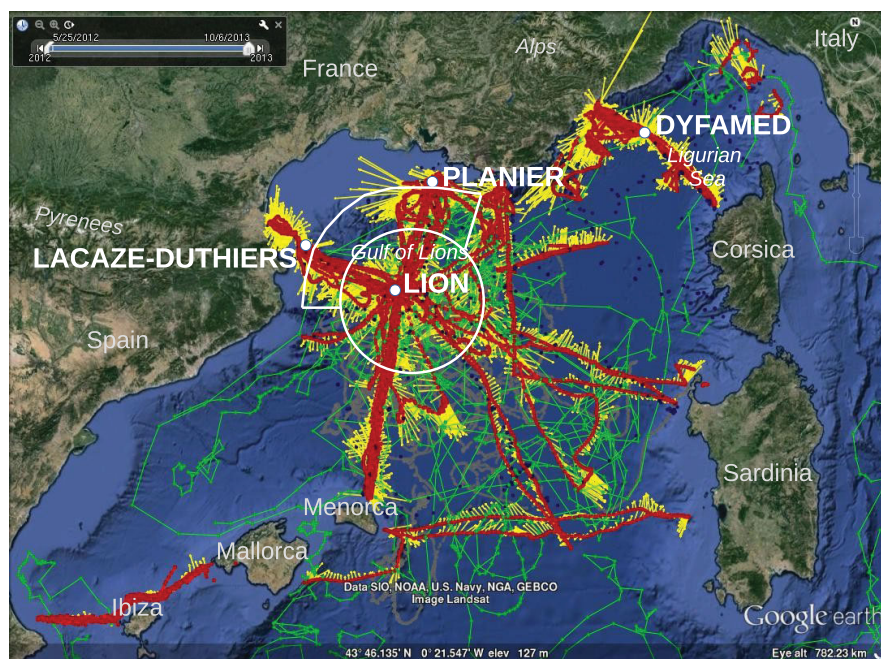 5/25/2012 10/6/2013
2012 2013
Italy
N
Alps
France
DYFAMED
Ligurian
Sea
PLANIER
Pyrenees
Gulf of Lions
LACAZE-DUTHIERS
Corsica
LION
Spain
Sardinia
Menorca
Mallorca
Data SIO, NOAA, U.S. Navy, NGA, GEBCO
Image Landsat
Ibiza
Google earth
43° 46.135' N 0° 21.547' W elev 127 m Eye alt 782.23 km